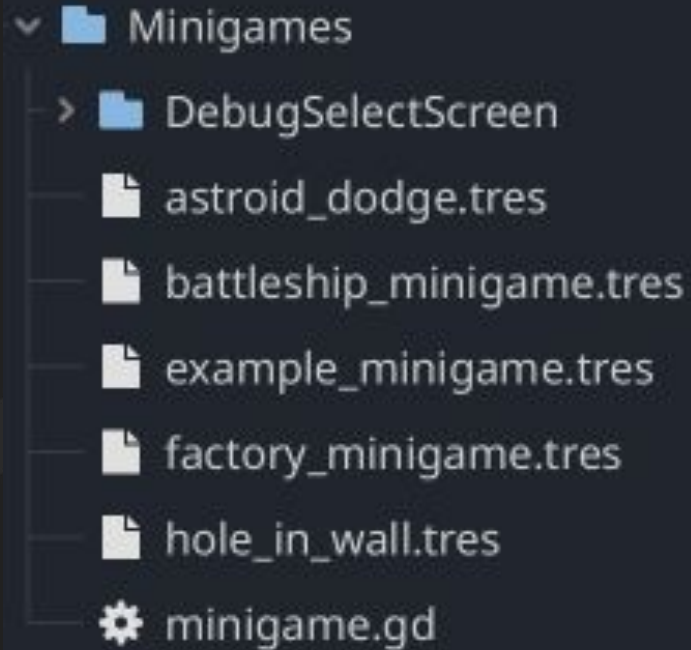 Minigames
DebugSelectScreen
astroid_dodge.tres
battleship_minigame.tres
example_minigame.tres
factory_minigame.tres
hole_in_wall.tres
minigame.gd